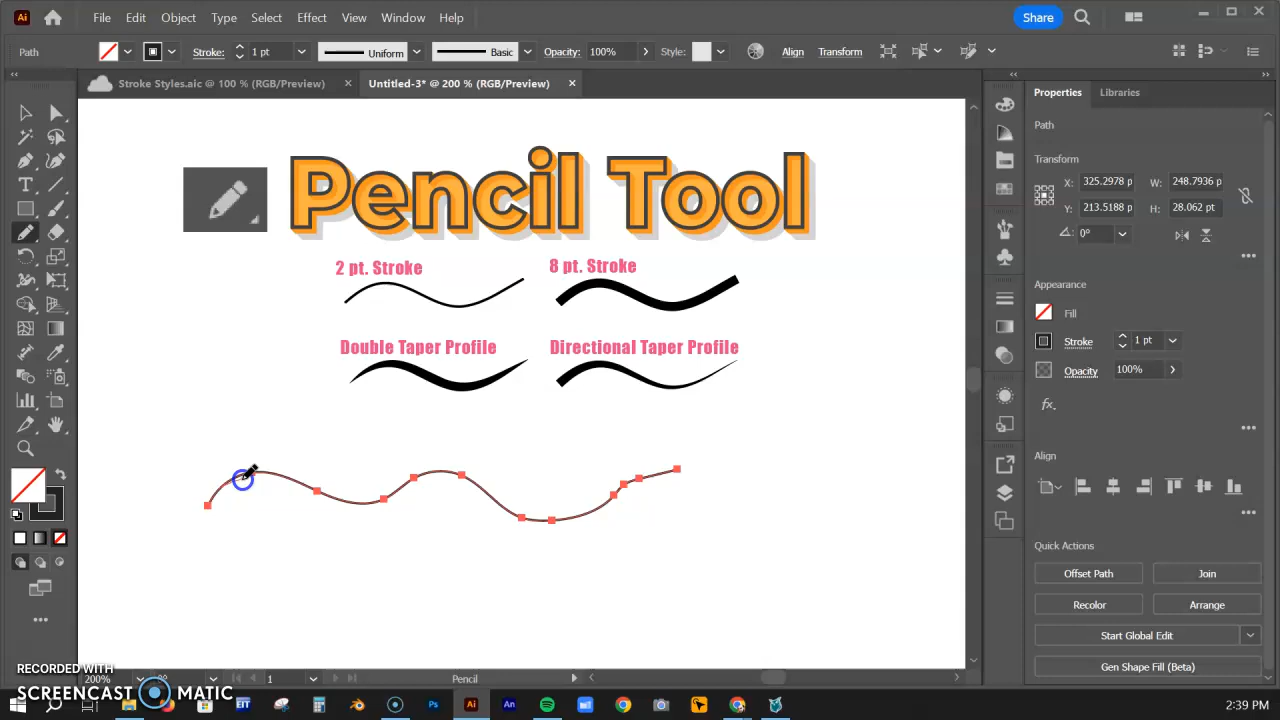 Ai File Edit Object Type Select Effect View Window Help Share
Path Stroke: 1 pt Uniform Basic Opacity: 100% Style: Align Transform
Stroke Styles.aic @ 100 % (RGB/Preview) Untitled-3* @ 200 % (RGB/Preview)
Pencil Tool
2 pt. Stroke 8 pt. Stroke
Double Taper Profile Directional Taper Profile
Properties Libraries
Path
Transform
X: 325.2978 p W: 248.7936 p
Y: 213.5188 p H: 28.062 pt
0°
Appearance
Fill
Stroke 1 pt
Opacity 100%
fx.
Align
Quick Actions
Offset Path Join
Recolor Arrange
Start Global Edit
Gen Shape Fill (Beta)
200% 1 Pencil
RECORDED WITH
SCREENCAST MATIC
EIT Ps Ai An 2:39 PM